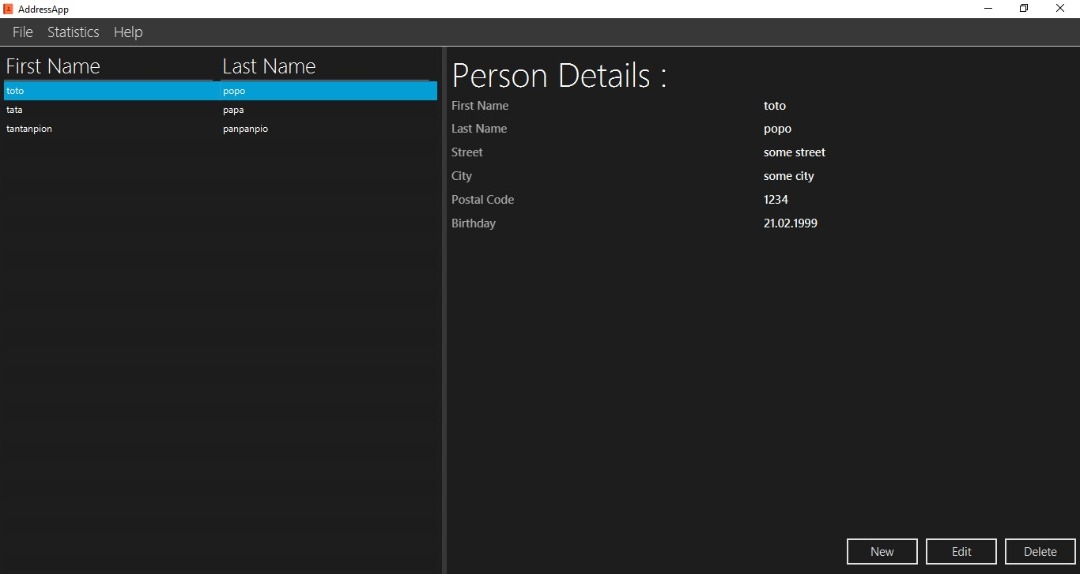 AddressApp
File Statistics Help
First Name Last Name
toto popo
tata papa
tantanpion panpanpio
Person Details :
First Name toto
Last Name popo
Street some street
City some city
Postal Code 1234
Birthday 21.02.1999
New Edit Delete